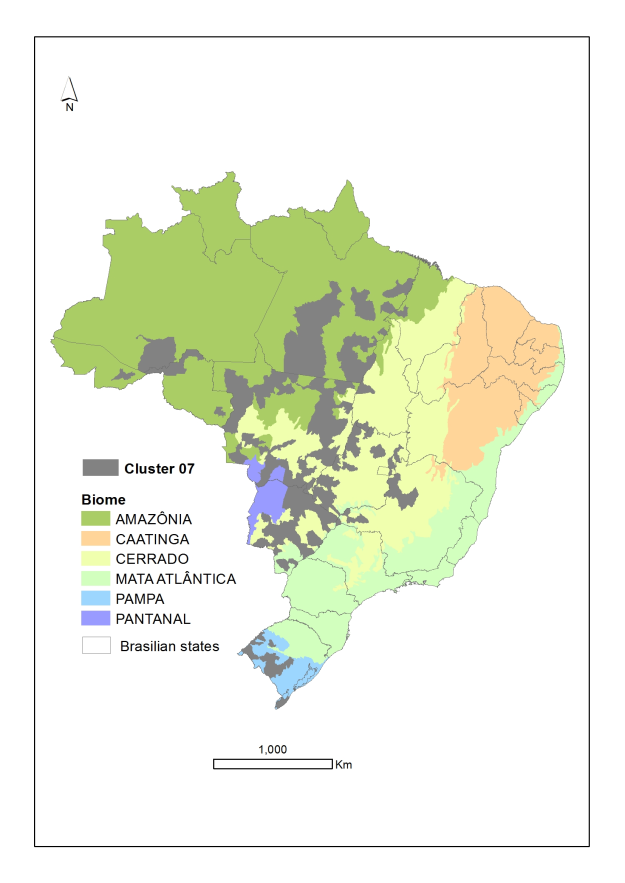 N
Cluster 07
Biome
AMAZÔNIA
CAATINGA
CERRADO
MATA ATLÂNTICA
PAMPA
PANTANAL
Brasilian states
1,000
Km